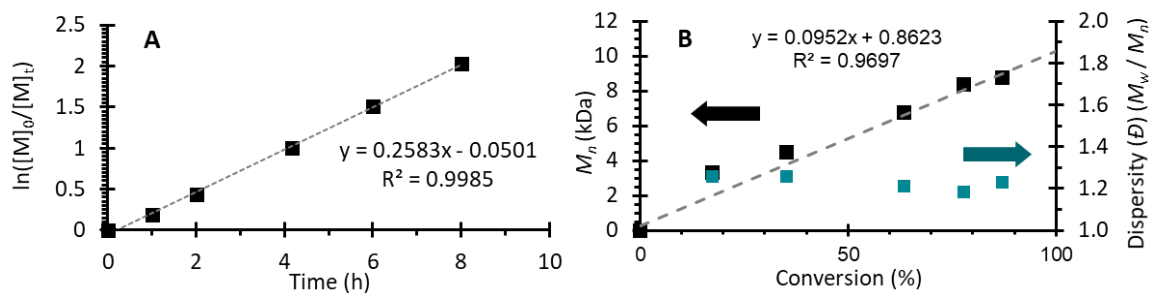 A
2.5
2
1.5
1
0.5
0
ln([M]₀/[M]ₜ)
y = 0.2583x - 0.0501
R² = 0.9985
0 2 4 6 8 10
Time (h)
B
12
10
8
6
4
2
0
Mn (kDa)
y = 0.0952x + 0.8623
R² = 0.9697
2.0
1.8
1.6
1.4
1.2
1.0
Dispersity (Đ) (Mw / Mn)
0 50 100
Conversion (%)